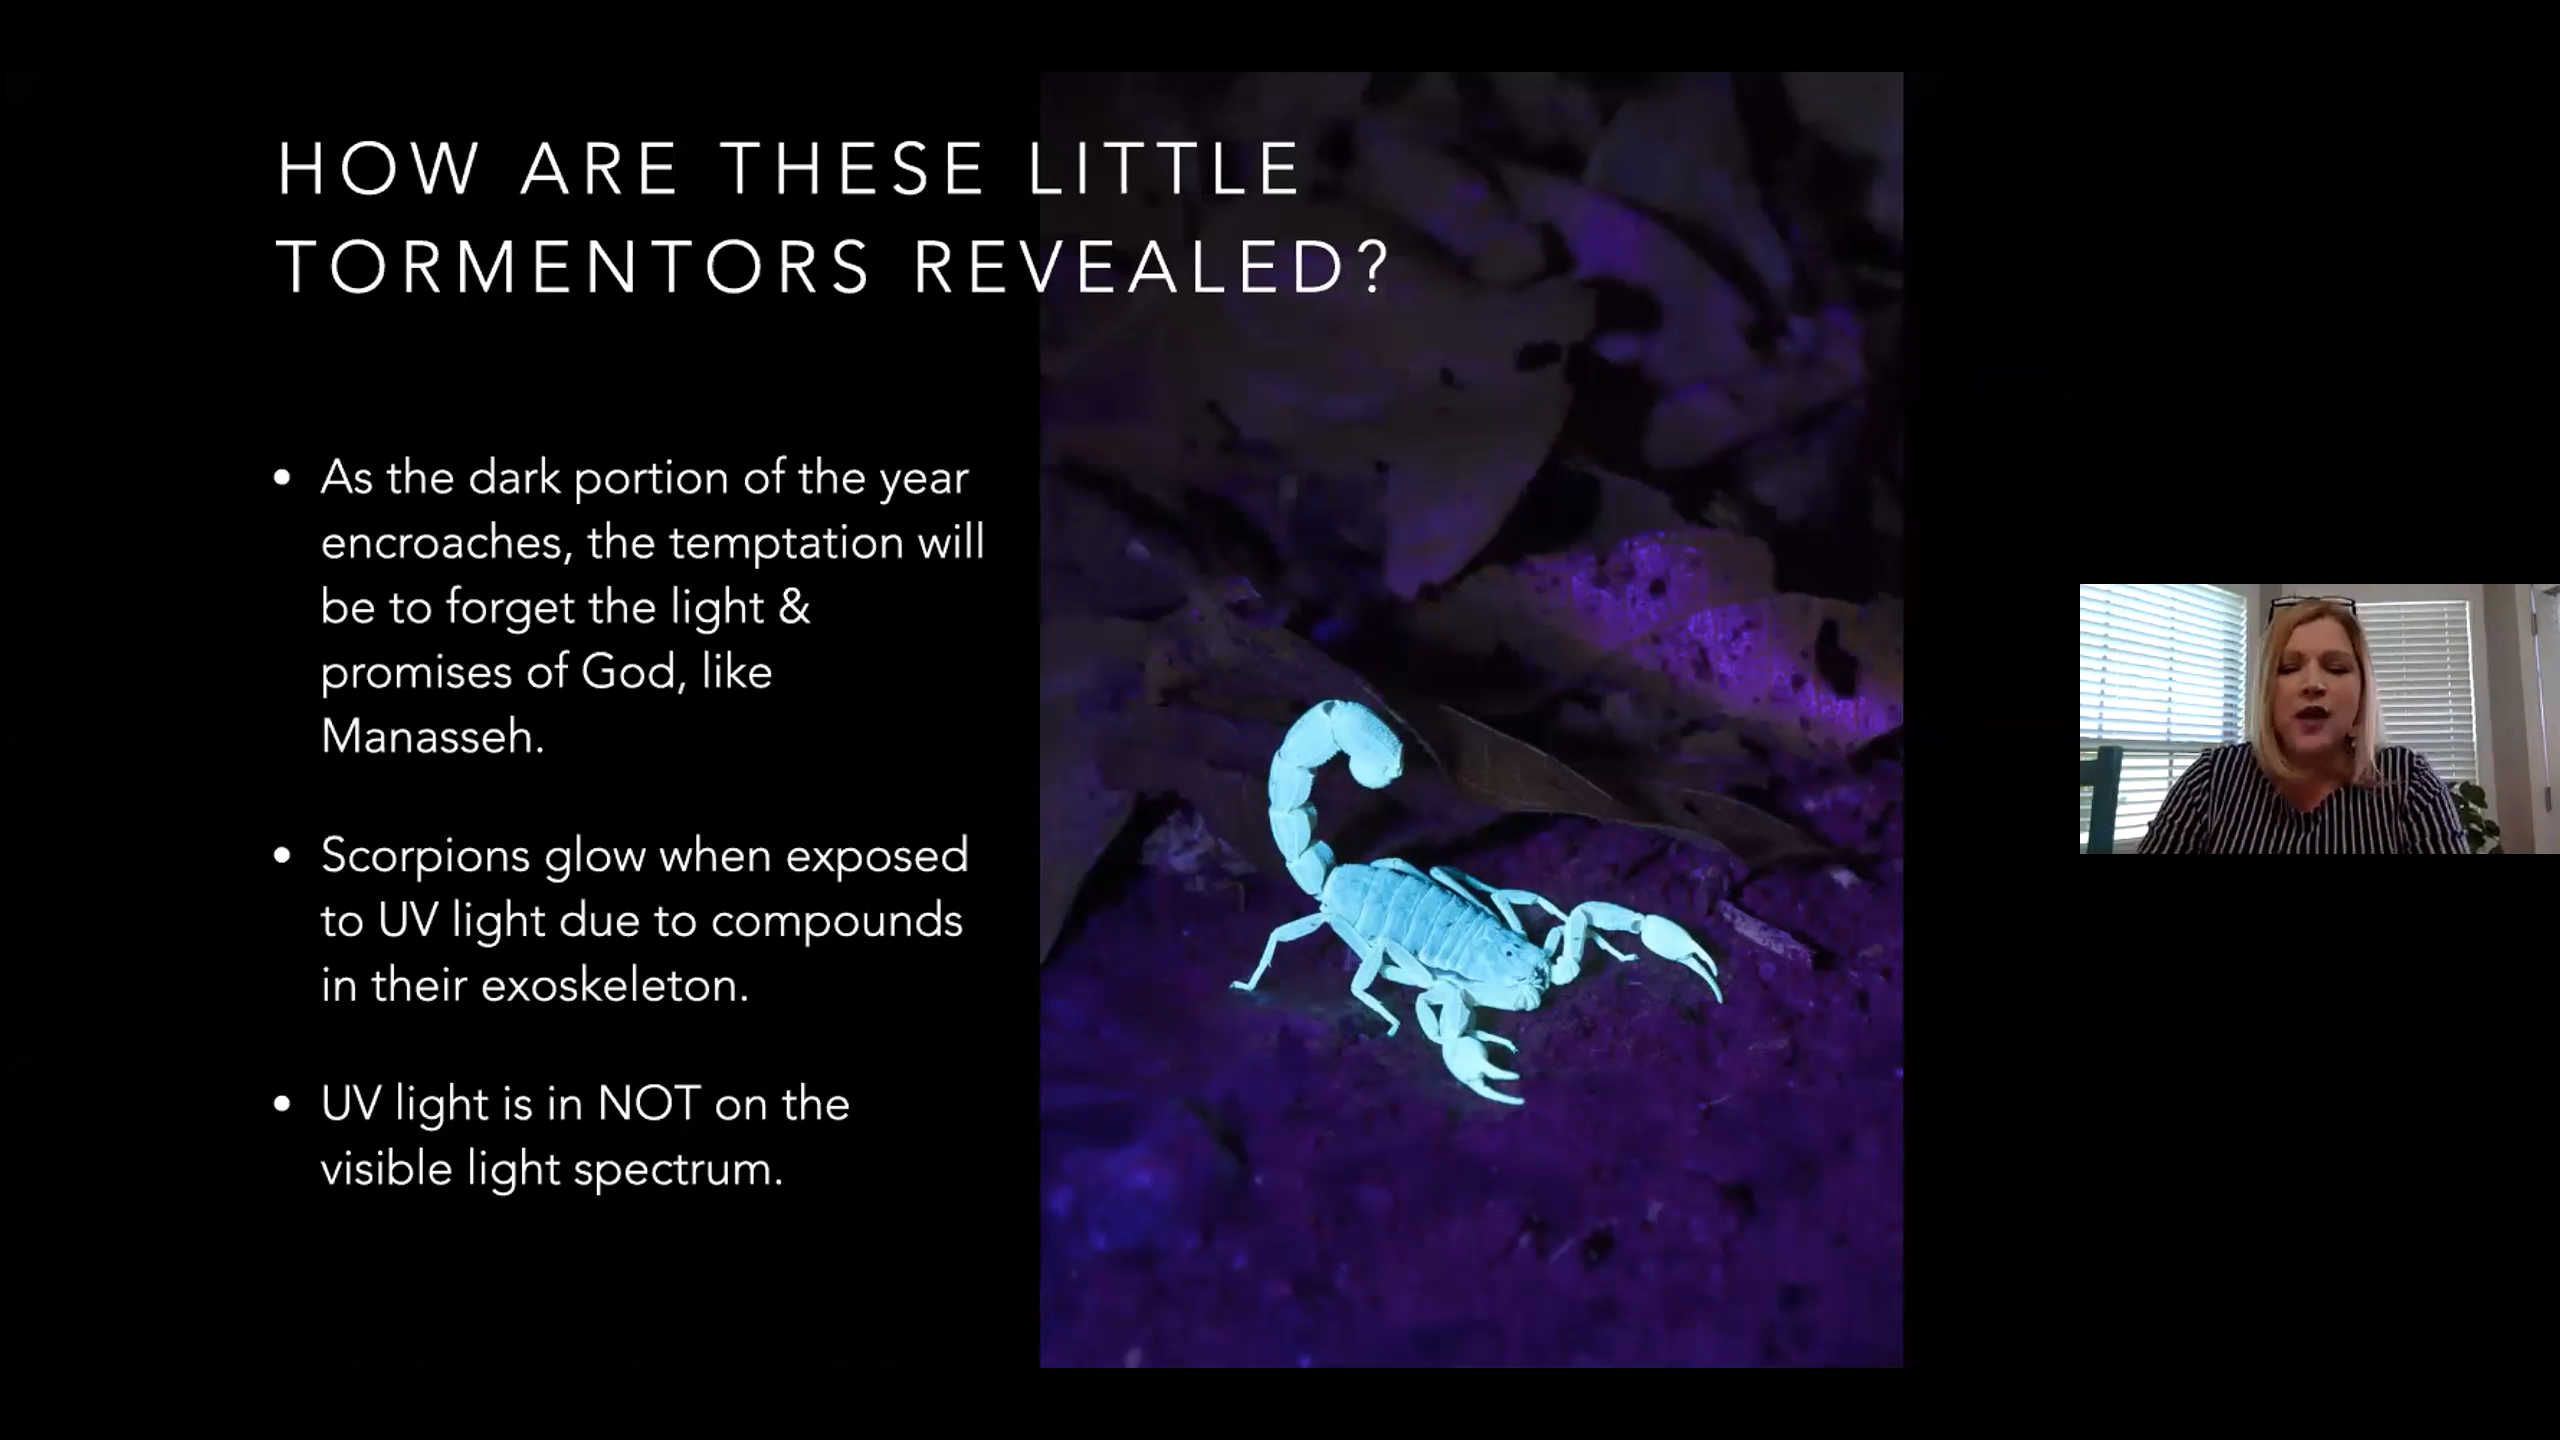 HOW ARE THESE LITTLE
TORMENTORS REVEALED?
• As the dark portion of the year
encroaches, the temptation will
be to forget the light &
promises of God, like
Manasseh.
• Scorpions glow when exposed
to UV light due to compounds
in their exoskeleton.
• UV light is in NOT on the
visible light spectrum.